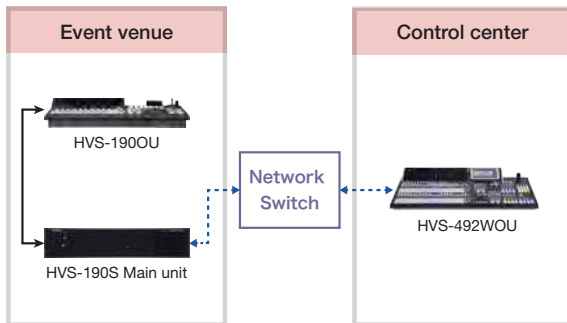 Event venue
Control center
HVS-190OU
Network
Switch
HVS-492WOU
HVS-190S Main unit